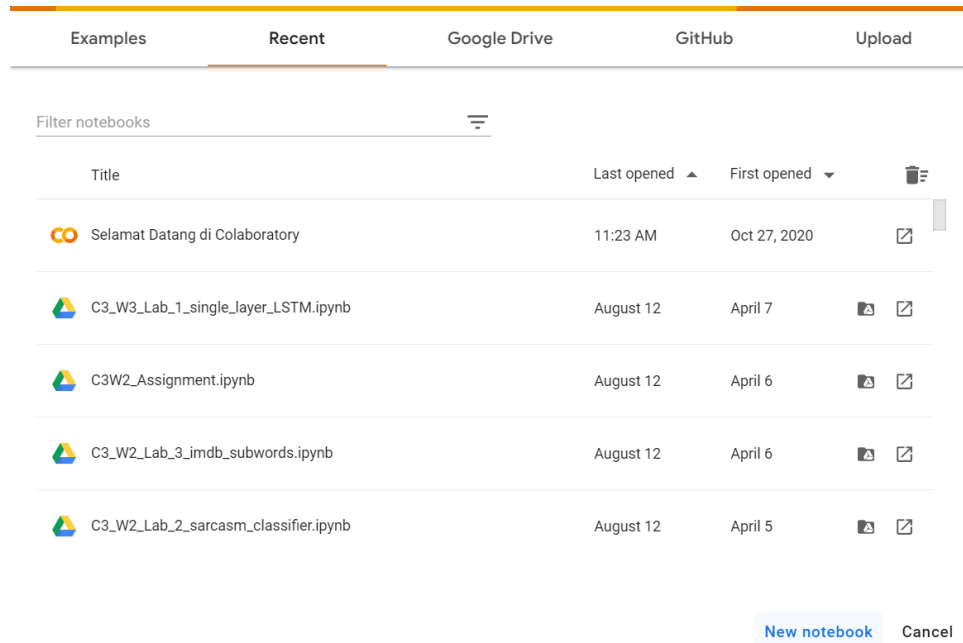 Examples Recent Google Drive GitHub Upload
Filter notebooks
Title Last opened First opened
Selamat Datang di Colaboratory 11:23 AM Oct 27, 2020
C3_W3_Lab_1_single_layer_LSTM.ipynb August 12 April 7
C3W2_Assignment.ipynb August 12 April 6
C3_W2_Lab_3_imdb_subwords.ipynb August 12 April 6
C3_W2_Lab_2_sarcasm_classifier.ipynb August 12 April 5
New notebook Cancel